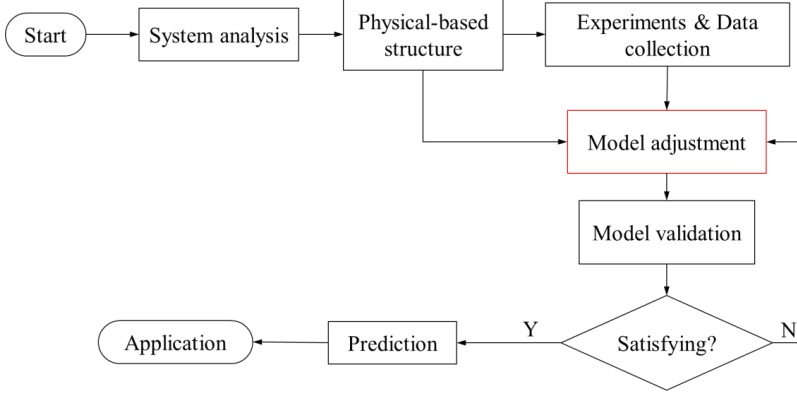 Start
System analysis
Physical-based
structure
Experiments & Data
collection
Model adjustment
Model validation
Satisfying?
Y
N
Prediction
Application